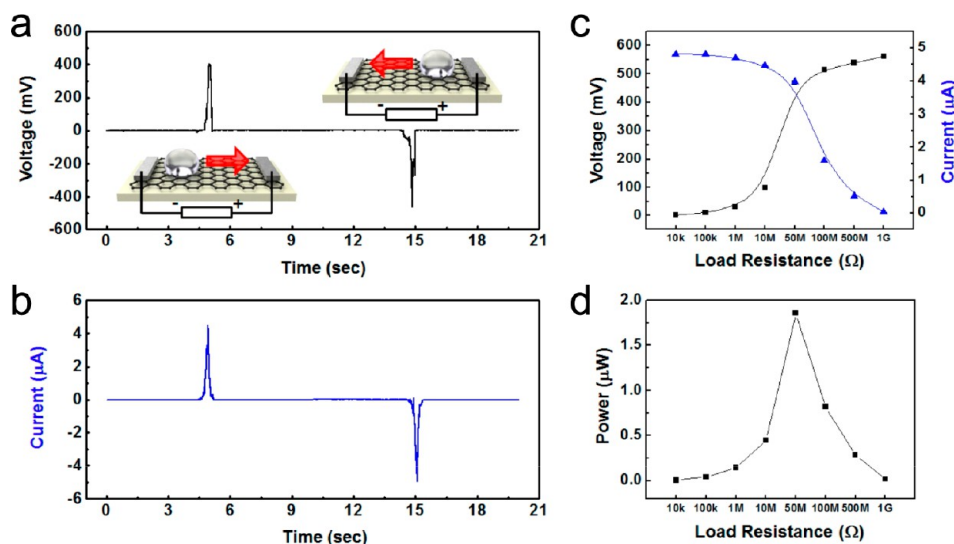 a
600
400
200
0
-200
-400
-600
Voltage (mV)
- +
- +
0 3 6 9 12 15 18 21
Time (sec)
b
6
4
2
0
-2
-4
-6
Current (μA)
0 3 6 9 12 15 18 21
Time (sec)
c
600
500
400
300
200
100
0
Voltage (mV)
5
4
3
2
1
0
Current (μA)
10k 100k 1M 10M 50M 100M 500M 1G
Load Resistance (Ω)
d
2.0
1.5
1.0
0.5
0.0
Power (μW)
10k 100k 1M 10M 50M 100M 500M 1G
Load Resistance (Ω)